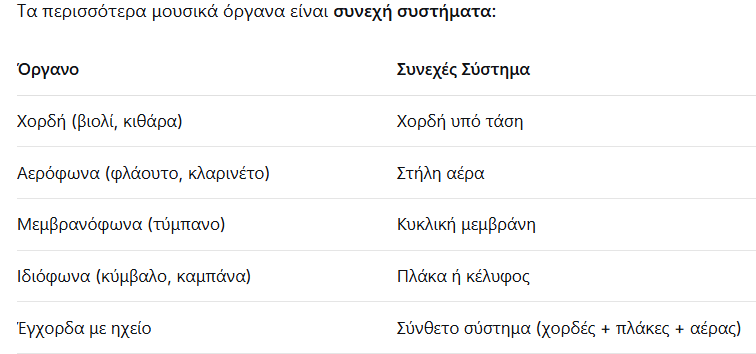 Τα περισσότερα μουσικά όργανα είναι συνεχή συστήματα:
Όργανο Συνεχές Σύστημα
Χορδή (βιολί, κιθάρα) Χορδή υπό τάση
Αερόφωνα (φλάουτο, κλαρινέτο) Στήλη αέρα
Μεμβρανόφωνα (τύμπανο) Κυκλική μεμβράνη
Ιδιόφωνα (κύμβαλο, καμπάνα) Πλάκα ή κέλυφος
Έγχορδα με ηχείο Σύνθετο σύστημα (χορδές + πλάκες + αέρας)